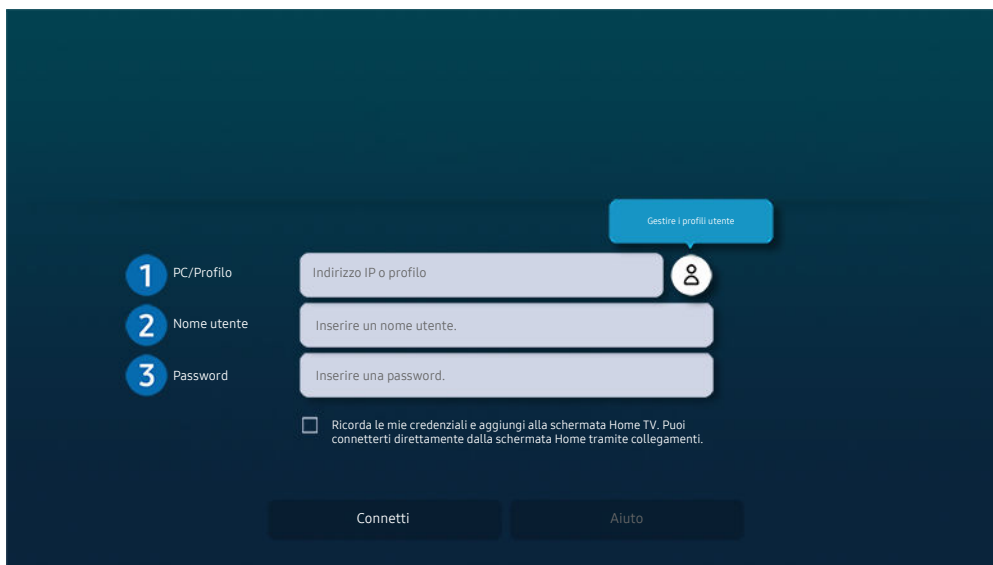 Gestire i profili utente
1 PC/Profilo Indirizzo IP o profilo
2 Nome utente Inserire un nome utente.
3 Password Inserire una password.
Ricorda le mie credenziali e aggiungi alla schermata Home TV. Puoi
connetterti direttamente dalla schermata Home tramite collegamenti.
Connetti Aiuto